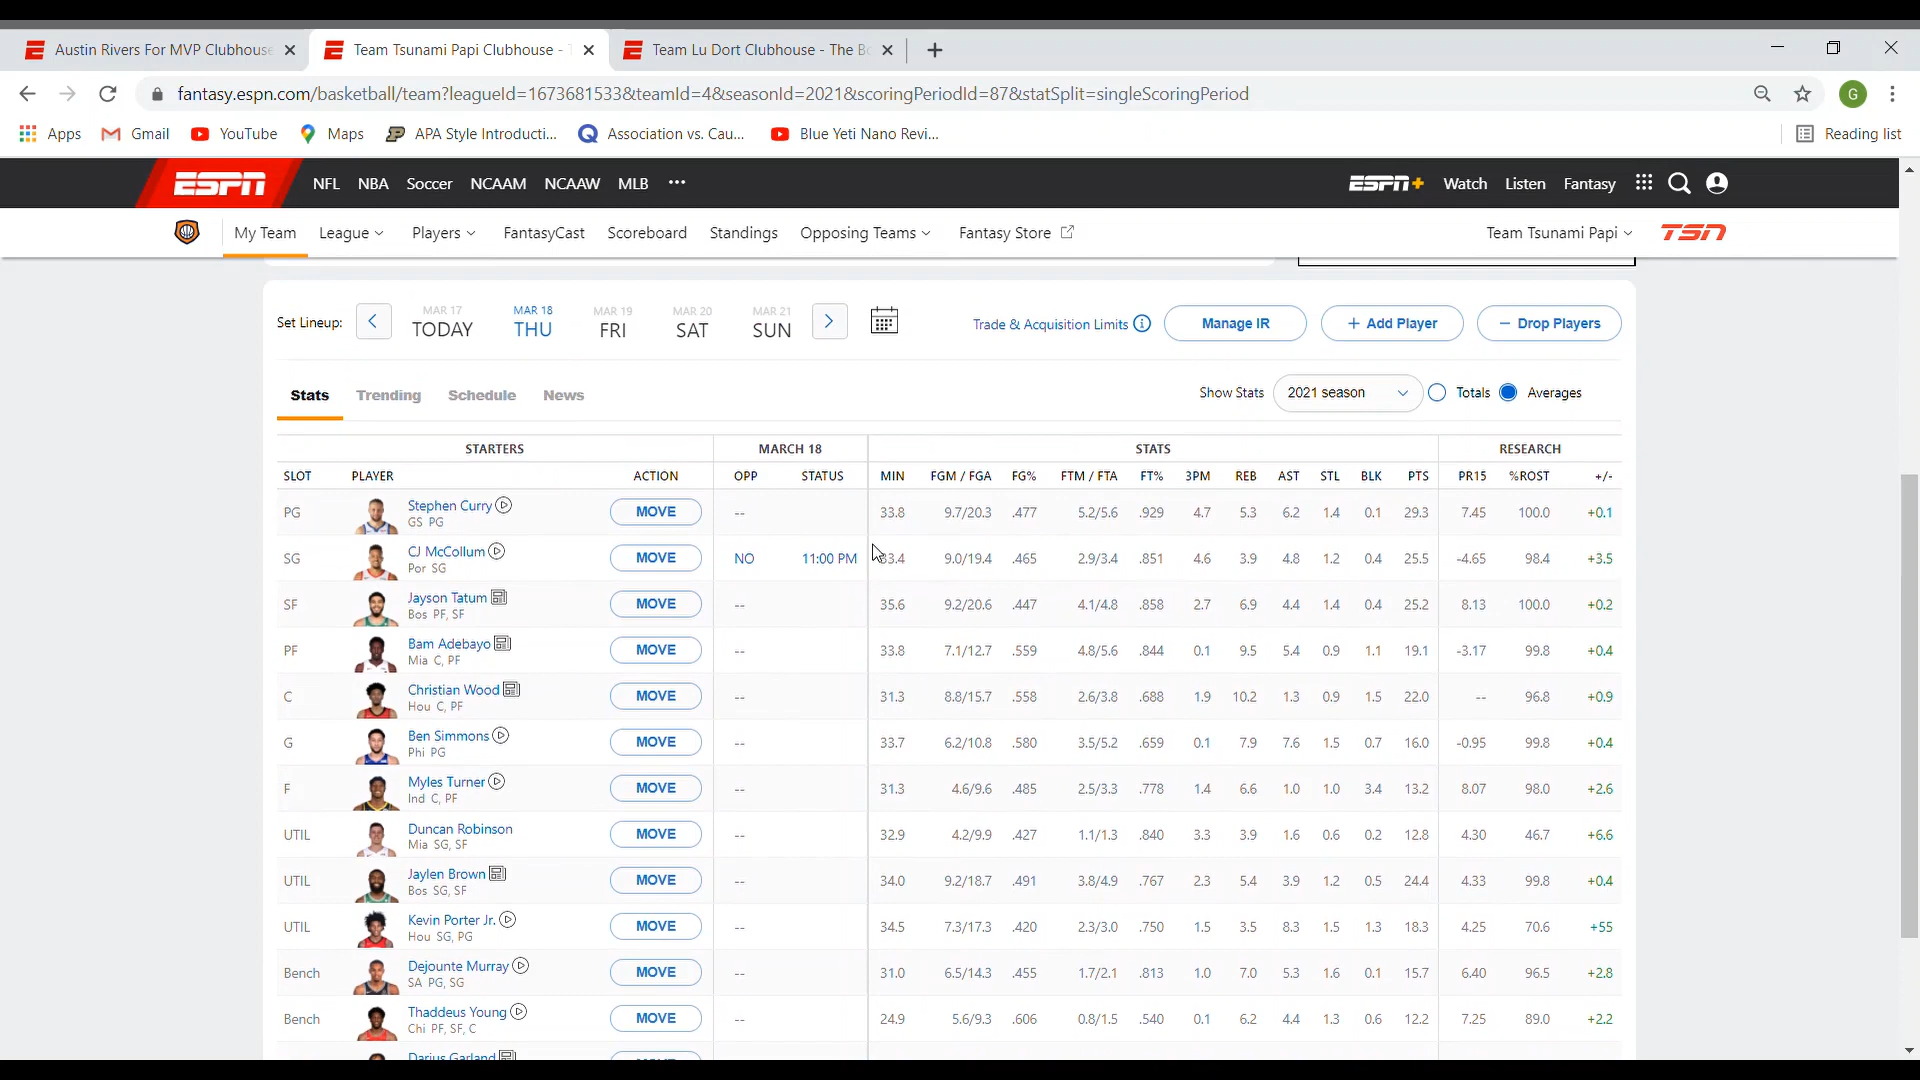 Austin Rivers For MVP Clubhouse
Team Tsunami Papi Clubhouse -
Team Lu Dort Clubhouse - The Bo
fantasy.espn.com/basketball/team?leagueId=1673681533&teamId=4&seasonId=2021&scoringPeriodId=87&statSplit=singleScoringPeriod
G
Apps Gmail YouTube Maps APA Style Introducti... Association vs. Cau... Blue Yeti Nano Revi... Reading list
ESPN NFL NBA Soccer NCAAM NCAAW MLB ••• ESPN+ Watch Listen Fantasy
My Team League Players FantasyCast Scoreboard Standings Opposing Teams Fantasy Store Team Tsunami Papi TSN
Set Lineup: MAR 17 TODAY MAR 18 THU MAR 19 FRI MAR 20 SAT MAR 21 SUN Trade & Acquisition Limits Manage IR + Add Player − Drop Players
Stats Trending Schedule News Show Stats 2021 season Totals Averages
STARTERS MARCH 18 STATS RESEARCH
SLOT PLAYER ACTION OPP STATUS MIN FGM / FGA FG% FTM / FTA FT% 3PM REB AST STL BLK PTS PR15 %ROST +/-
PG Stephen Curry GS PG MOVE -- 33.8 9.7/20.3 .477 5.2/5.6 .929 4.7 5.3 6.2 1.4 0.1 29.3 7.45 100.0 +0.1
SG CJ McCollum Por SG MOVE NO 11:00 PM 33.4 9.0/19.4 .465 2.9/3.4 .851 4.6 3.9 4.8 1.2 0.4 25.5 -4.65 98.4 +3.5
SF Jayson Tatum Bos PF, SF MOVE -- 35.6 9.2/20.6 .447 4.1/4.8 .858 2.7 6.9 4.4 1.4 0.4 25.2 8.13 100.0 +0.2
PF Bam Adebayo Mia C, PF MOVE -- 33.8 7.1/12.7 .559 4.8/5.6 .844 0.1 9.5 5.4 0.9 1.1 19.1 -3.17 99.8 +0.4
C Christian Wood Hou C, PF MOVE -- 31.3 8.8/15.7 .558 2.6/3.8 .688 1.9 10.2 1.3 0.9 1.5 22.0 -- 96.8 +0.9
G Ben Simmons Phi PG MOVE -- 33.7 6.2/10.8 .580 3.5/5.2 .659 0.1 7.9 7.6 1.5 0.7 16.0 -0.95 99.8 +0.4
F Myles Turner Ind C, PF MOVE -- 31.3 4.6/9.6 .485 2.5/3.3 .778 1.4 6.6 1.0 1.0 3.4 13.2 8.07 98.0 +2.6
UTIL Duncan Robinson Mia SG, SF MOVE -- 32.9 4.2/9.9 .427 1.1/1.3 .840 3.3 3.9 1.6 0.6 0.2 12.8 4.30 46.7 +6.6
UTIL Jaylen Brown Bos SG, SF MOVE -- 34.0 9.2/18.7 .491 3.8/4.9 .767 2.3 5.4 3.9 1.2 0.5 24.4 4.33 99.8 +0.4
UTIL Kevin Porter Jr. Hou SG, PG MOVE -- 34.5 7.3/17.3 .420 2.3/3.0 .750 1.5 3.5 8.3 1.5 1.3 18.3 4.25 70.6 +55
Bench Dejounte Murray SA PG, SG MOVE -- 31.0 6.5/14.3 .455 1.7/2.1 .813 1.0 7.0 5.3 1.6 0.1 15.7 6.40 96.5 +2.8
Bench Thaddeus Young Chi PF, SF, C MOVE -- 24.9 5.6/9.3 .606 0.8/1.5 .540 0.1 6.2 4.4 1.3 0.6 12.2 7.25 89.0 +2.2
Darius Garland